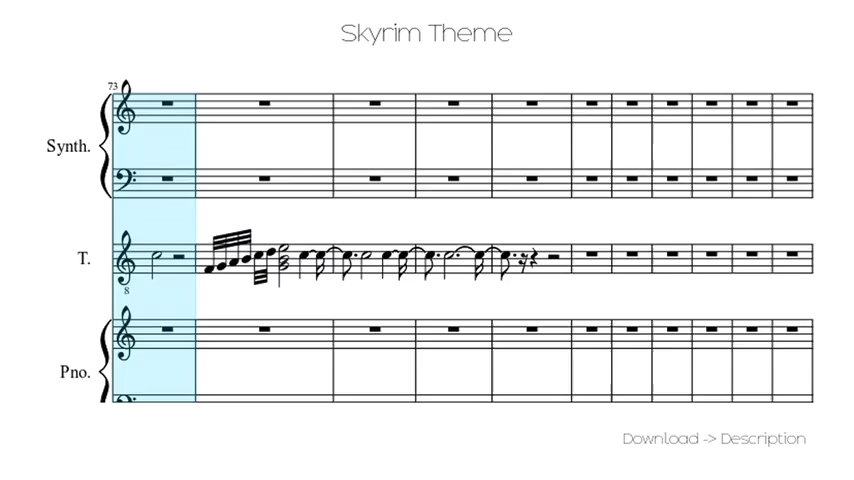 Skyrim Theme
73
Synth.
T.
8
Pno.
Download -> Description